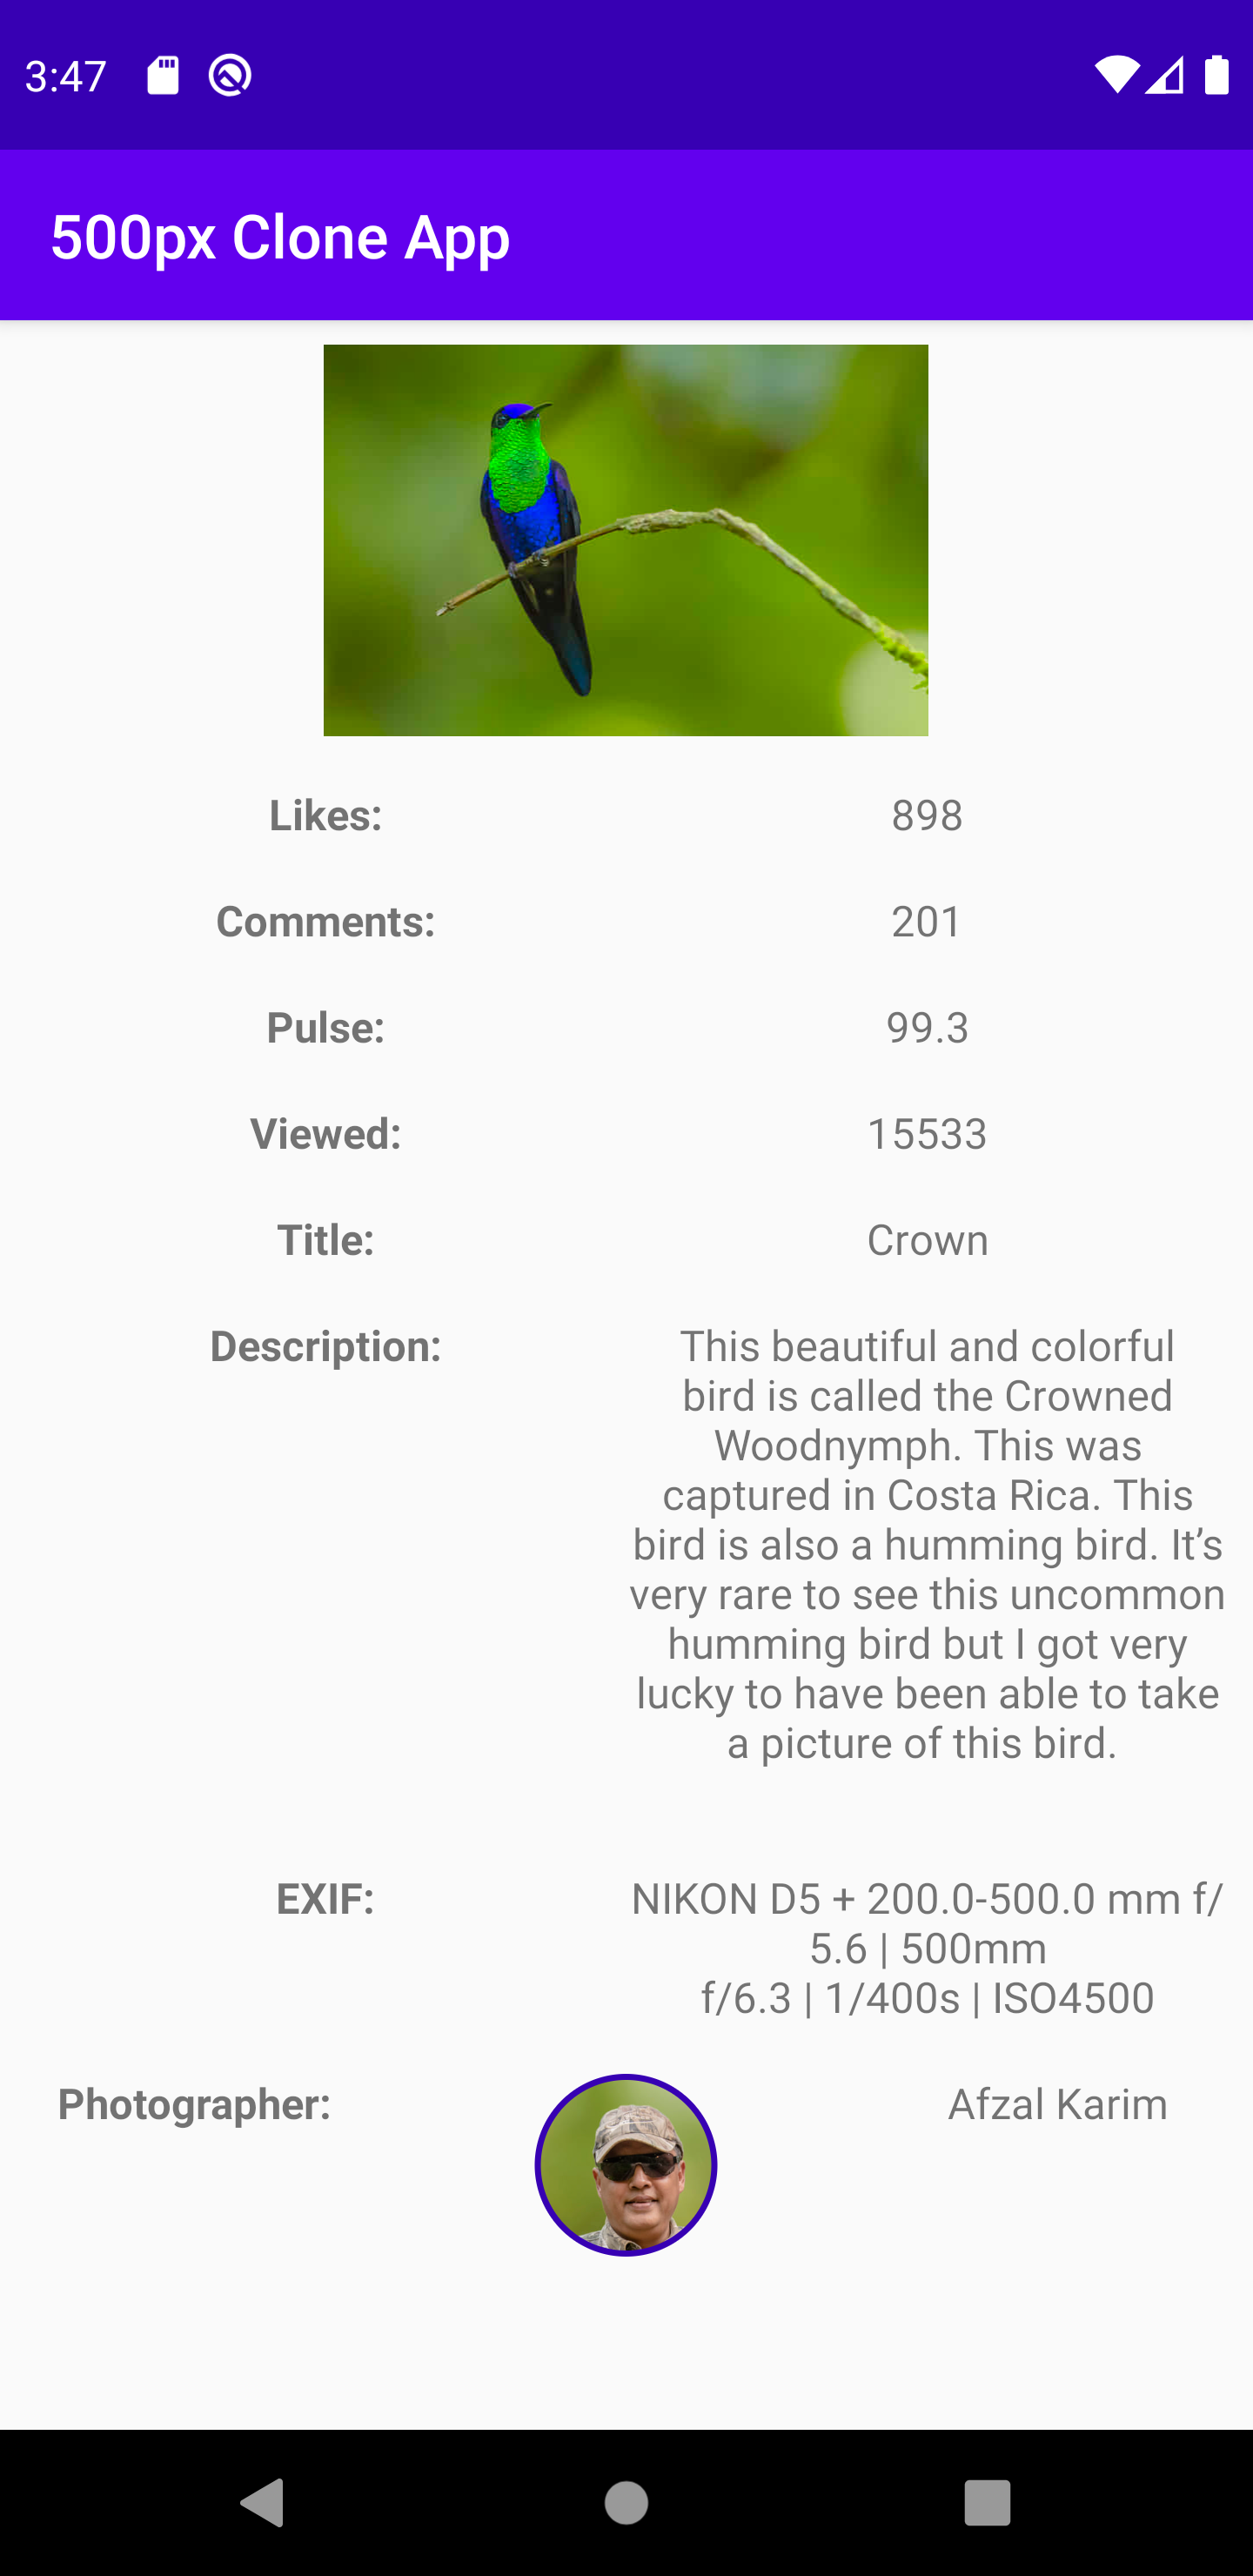 3:47
500px Clone App
Likes: 898
Comments: 201
Pulse: 99.3
Viewed: 15533
Title: Crown
Description: This beautiful and colorful
bird is called the Crowned
Woodnymph. This was
captured in Costa Rica. This
bird is also a humming bird. It’s
very rare to see this uncommon
humming bird but I got very
lucky to have been able to take
a picture of this bird.
EXIF: NIKON D5 + 200.0-500.0 mm f/
5.6 | 500mm
f/6.3 | 1/400s | ISO4500
Photographer: Afzal Karim